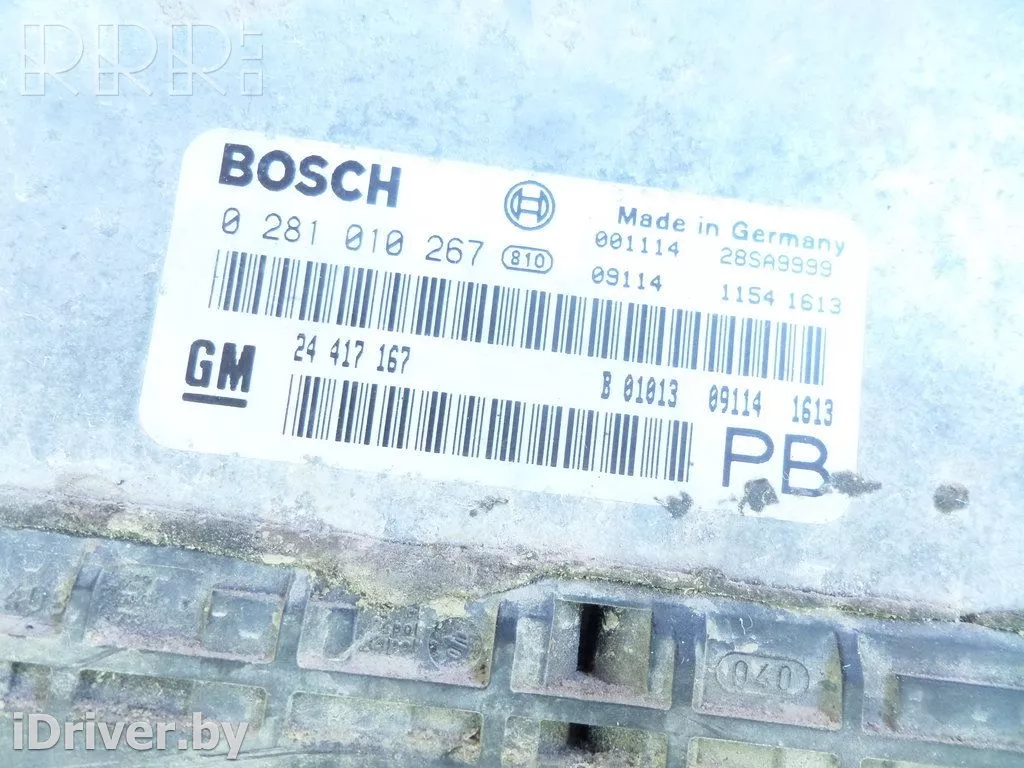 RRR
BOSCH
Made in Germany
0 281 010 267 810
001114 28SA9999
09114 1154 1613
GM 24 417 167
B 01013 09114 1613
PB
040
iDriver.by